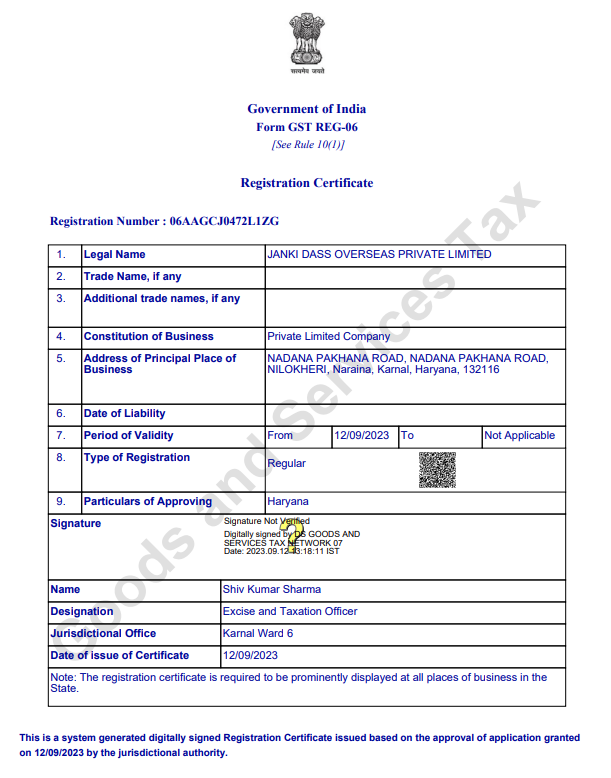 सत्यमेव जयते
Government of India
Form GST REG-06
[See Rule 10(1)]
Registration Certificate
Registration Number : 06AAGCJ0472L1ZG
1. Legal Name JANKI DASS OVERSEAS PRIVATE LIMITED
2. Trade Name, if any
3. Additional trade names, if any
4. Constitution of Business Private Limited Company
5. Address of Principal Place of Business NADANA PAKHANA ROAD, NADANA PAKHANA ROAD,
NILOKHERI, Naraina, Karnal, Haryana, 132116
6. Date of Liability
7. Period of Validity From 12/09/2023 To Not Applicable
8. Type of Registration Regular
9. Particulars of Approving Haryana
Signature
Signature Not Verified
Digitally signed by DS GOODS AND
SERVICES TAX NETWORK 07
Date: 2023.09.12 13:18:11 IST
Name Shiv Kumar Sharma
Designation Excise and Taxation Officer
Jurisdictional Office Karnal Ward 6
Date of issue of Certificate 12/09/2023
Note: The registration certificate is required to be prominently displayed at all places of business in the
State.
This is a system generated digitally signed Registration Certificate issued based on the approval of application granted
on 12/09/2023 by the jurisdictional authority.
Goods and Services Tax